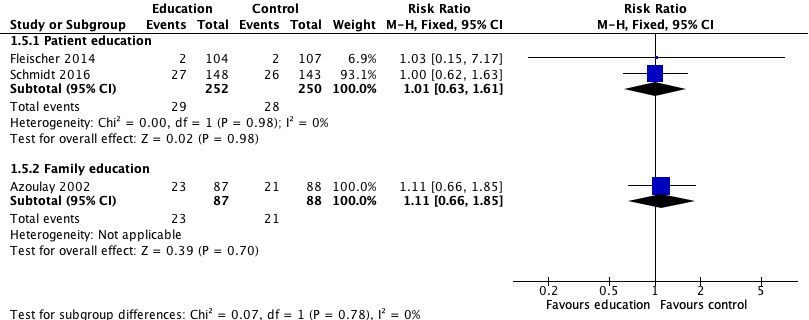 Education Control Risk Ratio Risk Ratio
Study or Subgroup Events Total Events Total Weight M-H, Fixed, 95% CI M-H, Fixed, 95% CI
1.5.1 Patient education
Fleischer 2014 2 104 2 107 6.9% 1.03 [0.15, 7.17]
Schmidt 2016 27 148 26 143 93.1% 1.00 [0.62, 1.63]
Subtotal (95% CI) 252 250 100.0% 1.01 [0.63, 1.61]
Total events 29 28
Heterogeneity: Chi² = 0.00, df = 1 (P = 0.98); I² = 0%
Test for overall effect: Z = 0.02 (P = 0.98)
1.5.2 Family education
Azoulay 2002 23 87 21 88 100.0% 1.11 [0.66, 1.85]
Subtotal (95% CI) 87 88 100.0% 1.11 [0.66, 1.85]
Total events 23 21
Heterogeneity: Not applicable
Test for overall effect: Z = 0.39 (P = 0.70)
0.2 0.5 1 2 5
Favours education Favours control
Test for subgroup differences: Chi² = 0.07, df = 1 (P = 0.78), I² = 0%